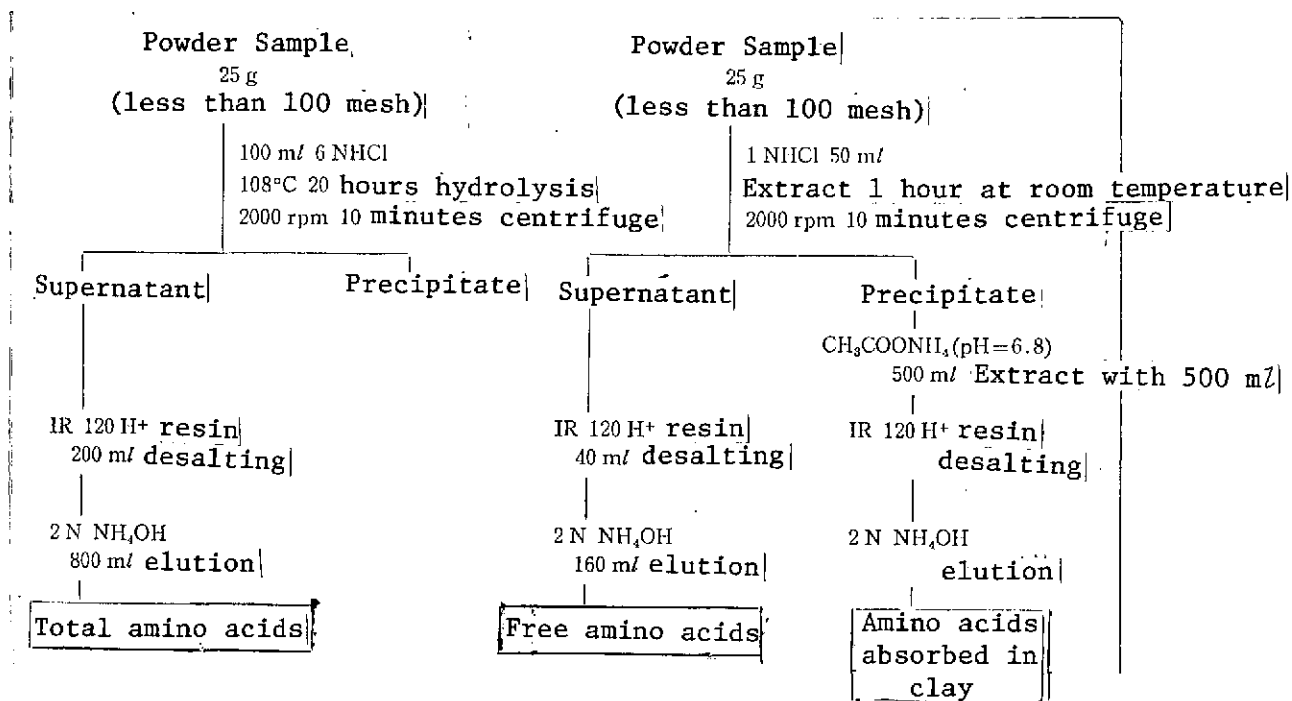 Powder Sample
25 g
(less than 100 mesh)
100 ml 6 NHCl
108°C 20 hours hydrolysis
2000 rpm 10 minutes centrifuge
Supernatant
Precipitate
IR 120 H+ resin
200 ml desalting
2 N NH₄OH
800 ml elution
Total amino acids
Powder Sample
25 g
(less than 100 mesh)
1 NHCl 50 ml
Extract 1 hour at room temperature
2000 rpm 10 minutes centrifuge
Supernatant
IR 120 H+ resin
40 ml desalting
2 N NH₄OH
160 ml elution
Free amino acids
Precipitate
CH₃COONH₄(pH=6.8)
500 ml Extract with 500 ml
IR 120 H+ resin
desalting
2 N NH₄OH
elution
Amino acids
absorbed in
clay